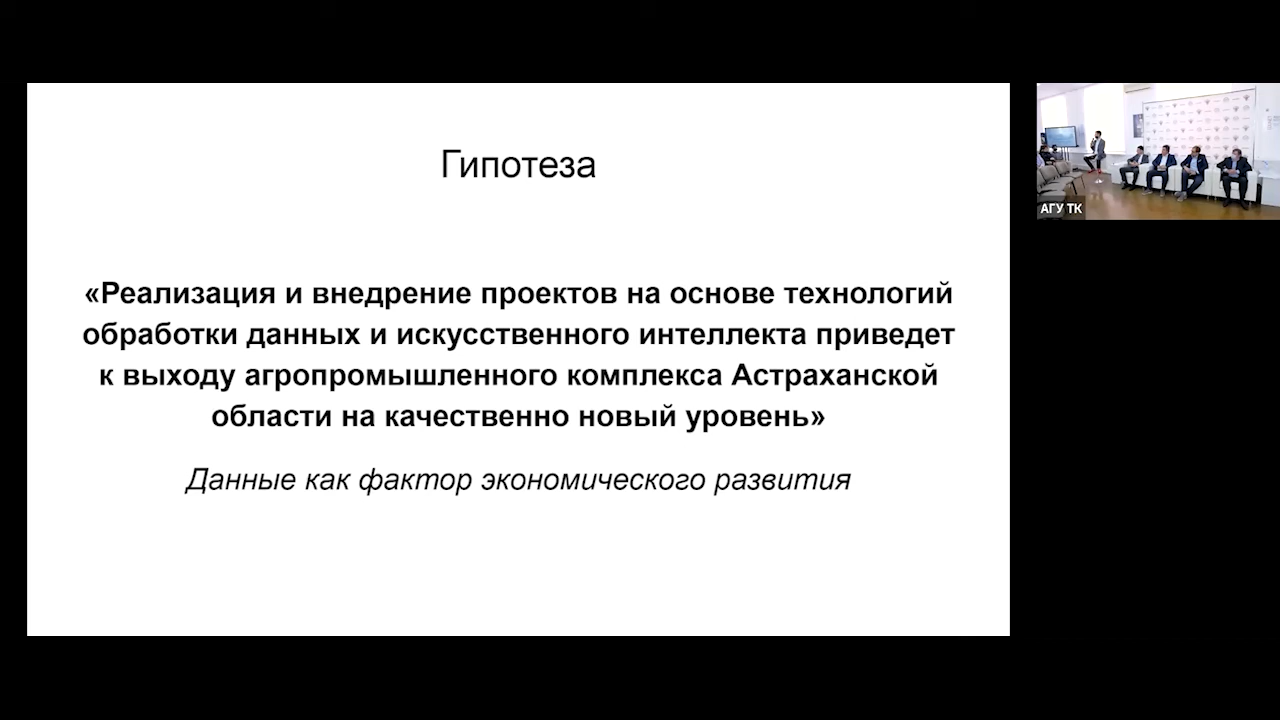 Гипотеза
«Реализация и внедрение проектов на основе технологий
обработки данных и искусственного интеллекта приведет
к выходу агропромышленного комплекса Астраханской
области на качественно новый уровень»
Данные как фактор экономического развития
АГУ ТК